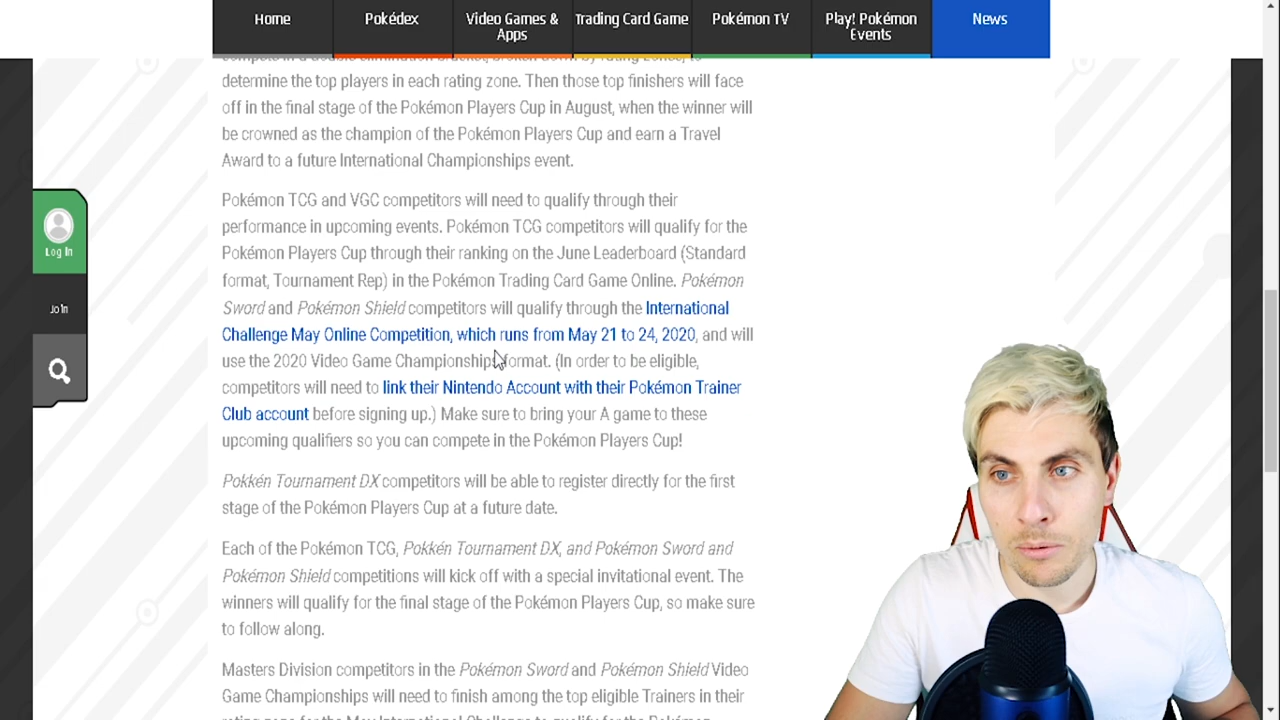 Home
Pokédex
Video Games &
Apps
Trading Card Game
Pokémon TV
Play! Pokémon
Events
News
Log In
Join
determine the top players in each rating zone. Then those top finishers will face
off in the final stage of the Pokémon Players Cup in August, when the winner will
be crowned as the champion of the Pokémon Players Cup and earn a Travel
Award to a future International Championships event.
Pokémon TCG and VGC competitors will need to qualify through their
performance in upcoming events. Pokémon TCG competitors will qualify for the
Pokémon Players Cup through their ranking on the June Leaderboard (Standard
format, Tournament Rep) in the Pokémon Trading Card Game Online. Pokémon
Sword and Pokémon Shield competitors will qualify through the International
Challenge May Online Competition, which runs from May 21 to 24, 2020, and will
use the 2020 Video Game Championships format. (In order to be eligible,
competitors will need to link their Nintendo Account with their Pokémon Trainer
Club account before signing up.) Make sure to bring your A game to these
upcoming qualifiers so you can compete in the Pokémon Players Cup!
Pokkén Tournament DX competitors will be able to register directly for the first
stage of the Pokémon Players Cup at a future date.
Each of the Pokémon TCG, Pokkén Tournament DX, and Pokémon Sword and
Pokémon Shield competitions will kick off with a special invitational event. The
winners will qualify for the final stage of the Pokémon Players Cup, so make sure
to follow along.
Masters Division competitors in the Pokémon Sword and Pokémon Shield Video
Game Championships will need to finish among the top eligible Trainers in their
rating zone for the May International Challenge to qualify for the Pokémon